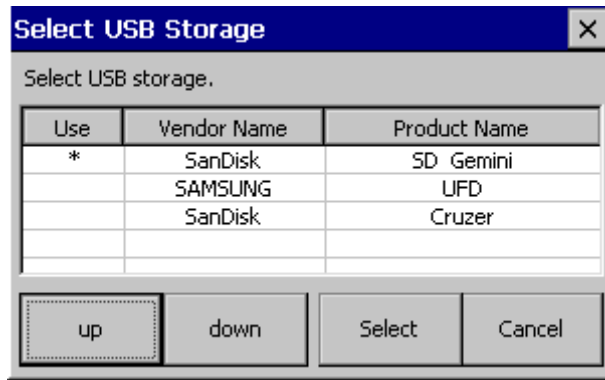 Select USB Storage
Select USB storage.
Use Vendor Name Product Name
* SanDisk SD Gemini
SAMSUNG UFD
SanDisk Cruzer
up down Select Cancel